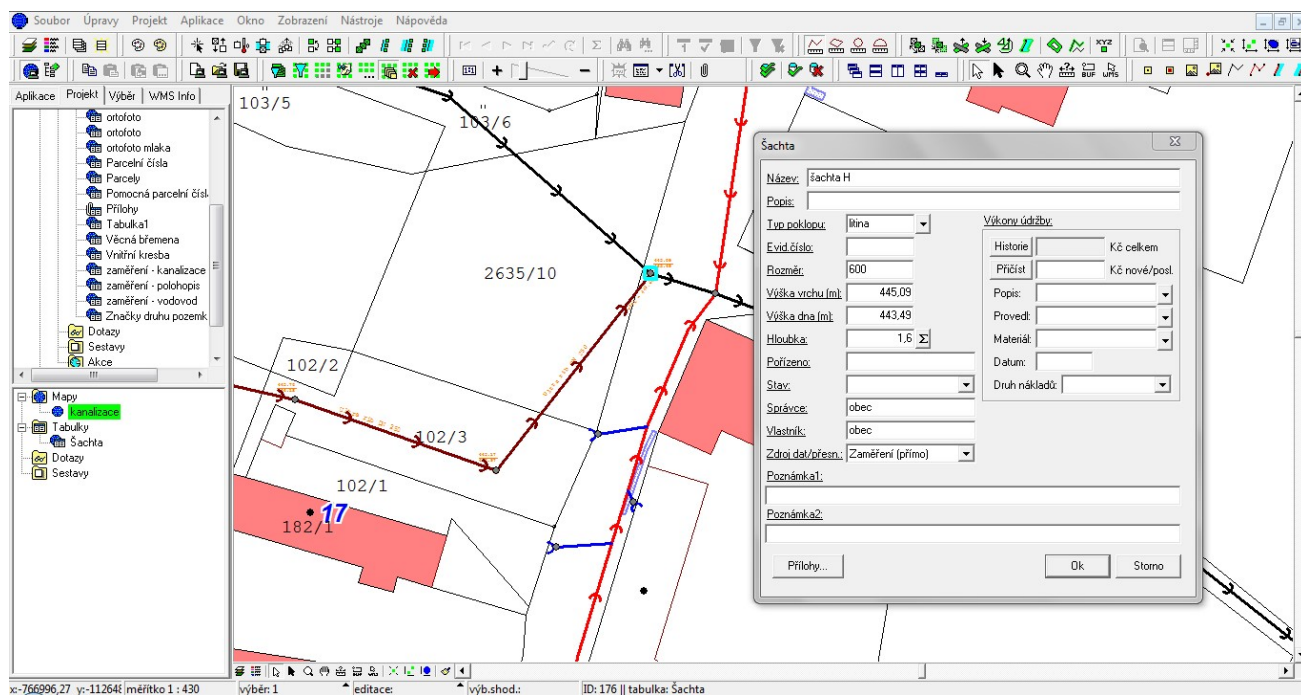 Soubor Úpravy Projekt Aplikace Okno Zobrazení Nástroje Nápověda
XYZ
BUF UMS
Aplikace Projekt Výběr WMS Info
ortofoto
ortofoto
ortofoto mlaka
Parcelní čísla
Parcely
Pomocná parcelní čísl
Přílohy
Tabulka1
Věcná břemena
Vnitřní kresba
zaměření - kanalizace
zaměření - polohopis
zaměření - vodovod
Značky druhu pozemk
Dotazy
Sestavy
Akce
Mapy
kanalizace
Tabulky
Šachta
Dotazy
Sestavy
103/5
103/6
2635/10
102/2
102/3
102/1
17
182/1
Šachta
Název: šachta H
Popis:
Typ poklopu: litina
Výkony údržby:
Evid.číslo:
Historie Kč celkem
Rozměr: 600
Přičíst Kč nové/posl.
Výška vrchu (m): 445,09
Popis:
Výška dna (m): 443,49
Provedl:
Hloubka: 1,6 Σ
Materiál:
Pořízeno:
Datum:
Stav:
Druh nákladů:
Správce: obec
Vlastník: obec
Zdroj dat/přesn.: Zaměření (přímo)
Poznámka1:
Poznámka2:
Přílohy... Ok Storno
x:-766996,27 y:-11264 měřítko 1 : 430 výběr: 1 editace: výb.shod.: ID: 176 || tabulka: Šachta